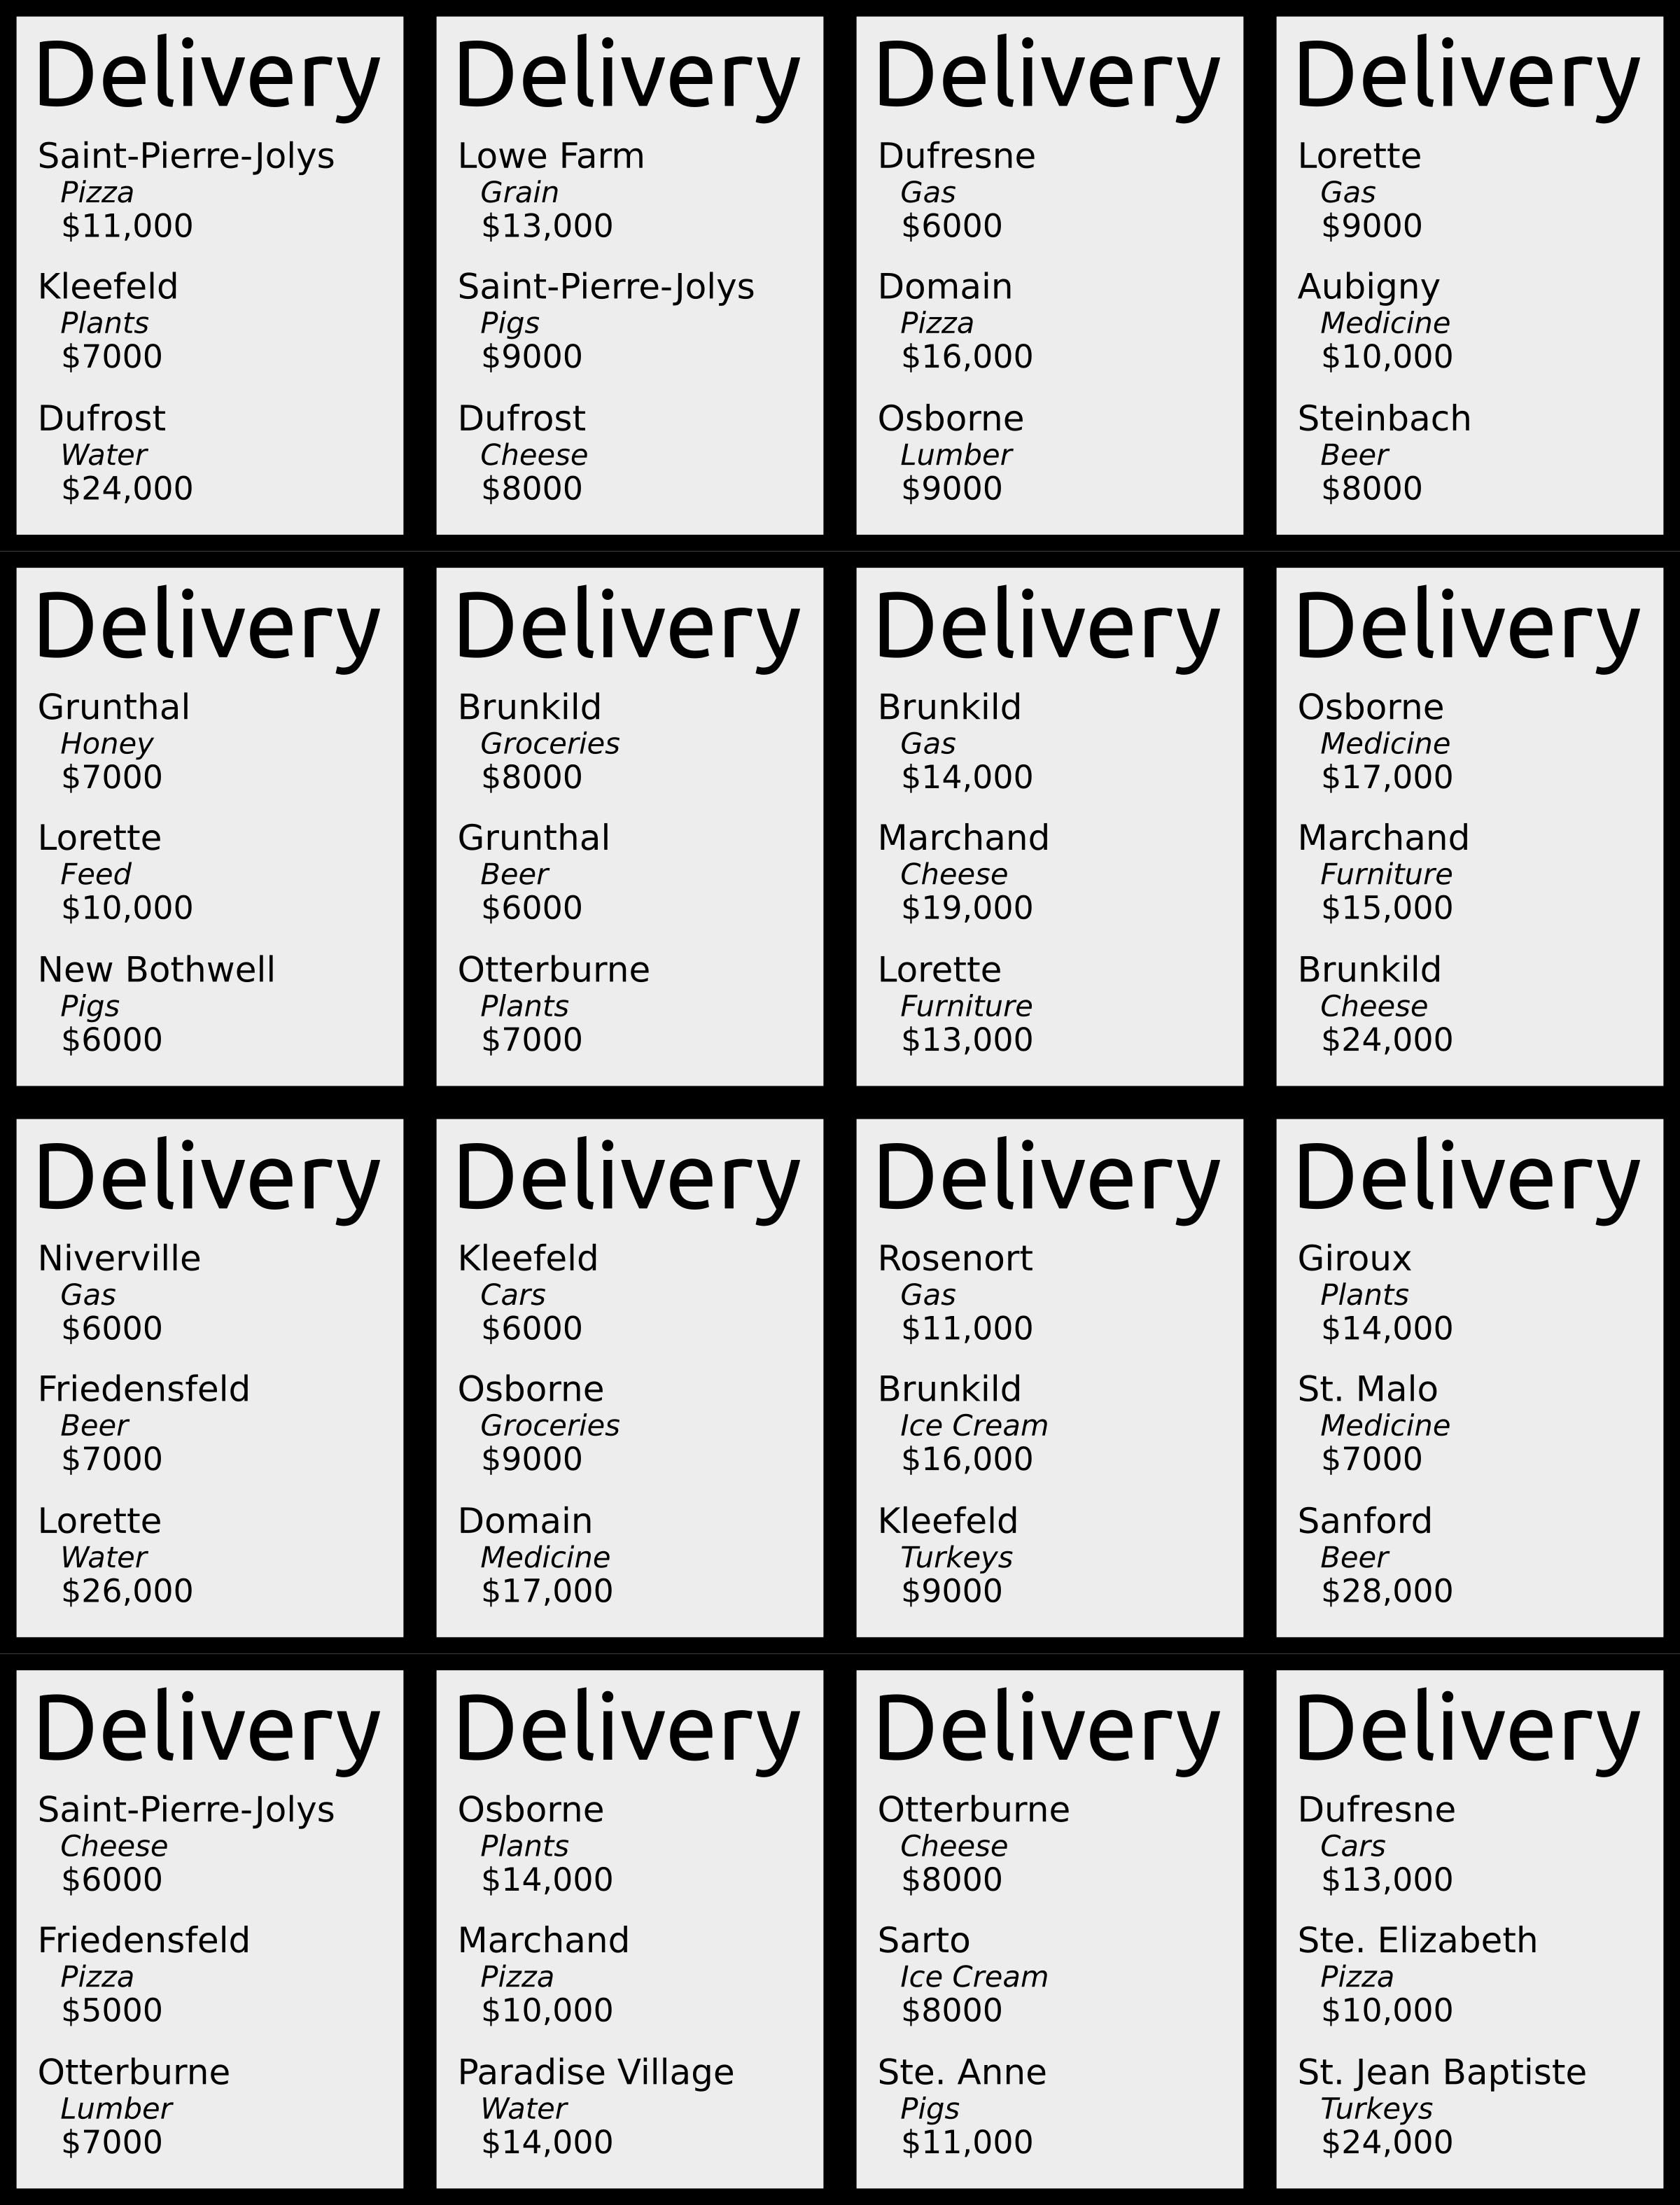 Delivery
Saint-Pierre-Jolys
Pizza
$11,000
Kleefeld
Plants
$7000
Dufrost
Water
$24,000
Delivery
Lowe Farm
Grain
$13,000
Saint-Pierre-Jolys
Pigs
$9000
Dufrost
Cheese
$8000
Delivery
Dufresne
Gas
$6000
Domain
Pizza
$16,000
Osborne
Lumber
$9000
Delivery
Lorette
Gas
$9000
Aubigny
Medicine
$10,000
Steinbach
Beer
$8000
Delivery
Grunthal
Honey
$7000
Lorette
Feed
$10,000
New Bothwell
Pigs
$6000
Delivery
Brunkild
Groceries
$8000
Grunthal
Beer
$6000
Otterburne
Plants
$7000
Delivery
Brunkild
Gas
$14,000
Marchand
Cheese
$19,000
Lorette
Furniture
$13,000
Delivery
Osborne
Medicine
$17,000
Marchand
Furniture
$15,000
Brunkild
Cheese
$24,000
Delivery
Niverville
Gas
$6000
Friedensfeld
Beer
$7000
Lorette
Water
$26,000
Delivery
Kleefeld
Cars
$6000
Osborne
Groceries
$9000
Domain
Medicine
$17,000
Delivery
Rosenort
Gas
$11,000
Brunkild
Ice Cream
$16,000
Kleefeld
Turkeys
$9000
Delivery
Giroux
Plants
$14,000
St. Malo
Medicine
$7000
Sanford
Beer
$28,000
Delivery
Saint-Pierre-Jolys
Cheese
$6000
Friedensfeld
Pizza
$5000
Otterburne
Lumber
$7000
Delivery
Osborne
Plants
$14,000
Marchand
Pizza
$10,000
Paradise Village
Water
$14,000
Delivery
Otterburne
Cheese
$8000
Sarto
Ice Cream
$8000
Ste. Anne
Pigs
$11,000
Delivery
Dufresne
Cars
$13,000
Ste. Elizabeth
Pizza
$10,000
St. Jean Baptiste
Turkeys
$24,000